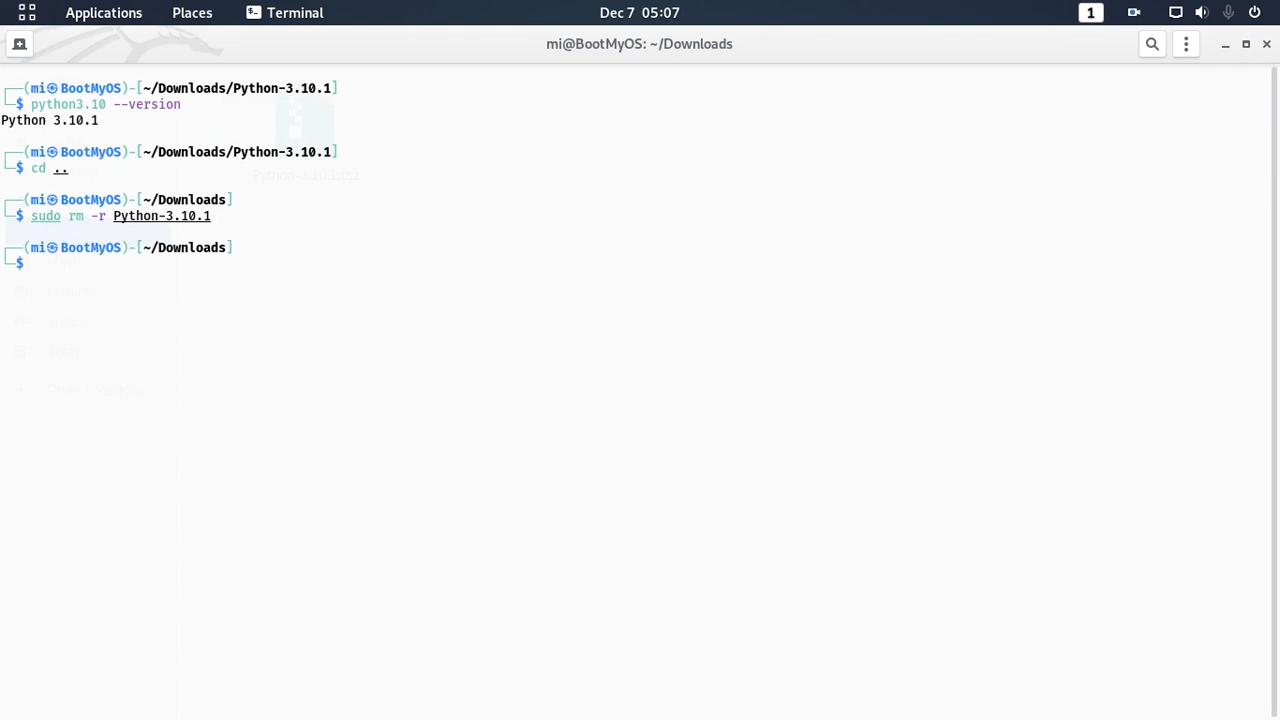 Applications Places Terminal Dec 7 05:07 1
mi@BootMyOS: ~/Downloads
┌──(mi㉿BootMyOS)-[~/Downloads/Python-3.10.1]
└─$ python3.10 --version
Python 3.10.1
┌──(mi㉿BootMyOS)-[~/Downloads/Python-3.10.1]
└─$ cd ..
┌──(mi㉿BootMyOS)-[~/Downloads]
└─$ sudo rm -r Python-3.10.1
┌──(mi㉿BootMyOS)-[~/Downloads]
└─$